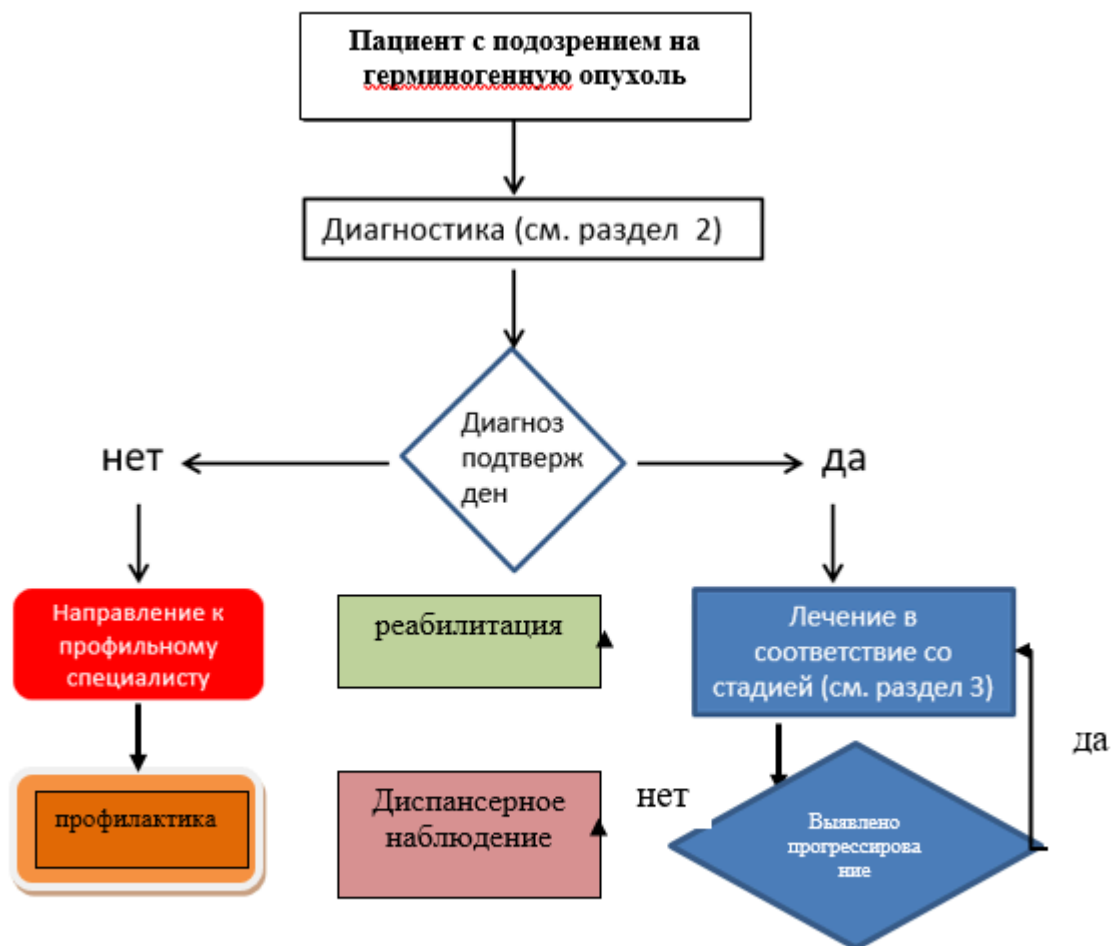 Пациент с подозрением на
герминогенную опухоль
Диагностика (см. раздел 2)
Диагноз
подтверж
ден
нет
да
Направление к
профильному
специалисту
реабилитация
Лечение в
соответствие со
стадией (см. раздел 3)
да
профилактика
Диспансерное
наблюдение
нет
Выявлено
прогрессирова
ние